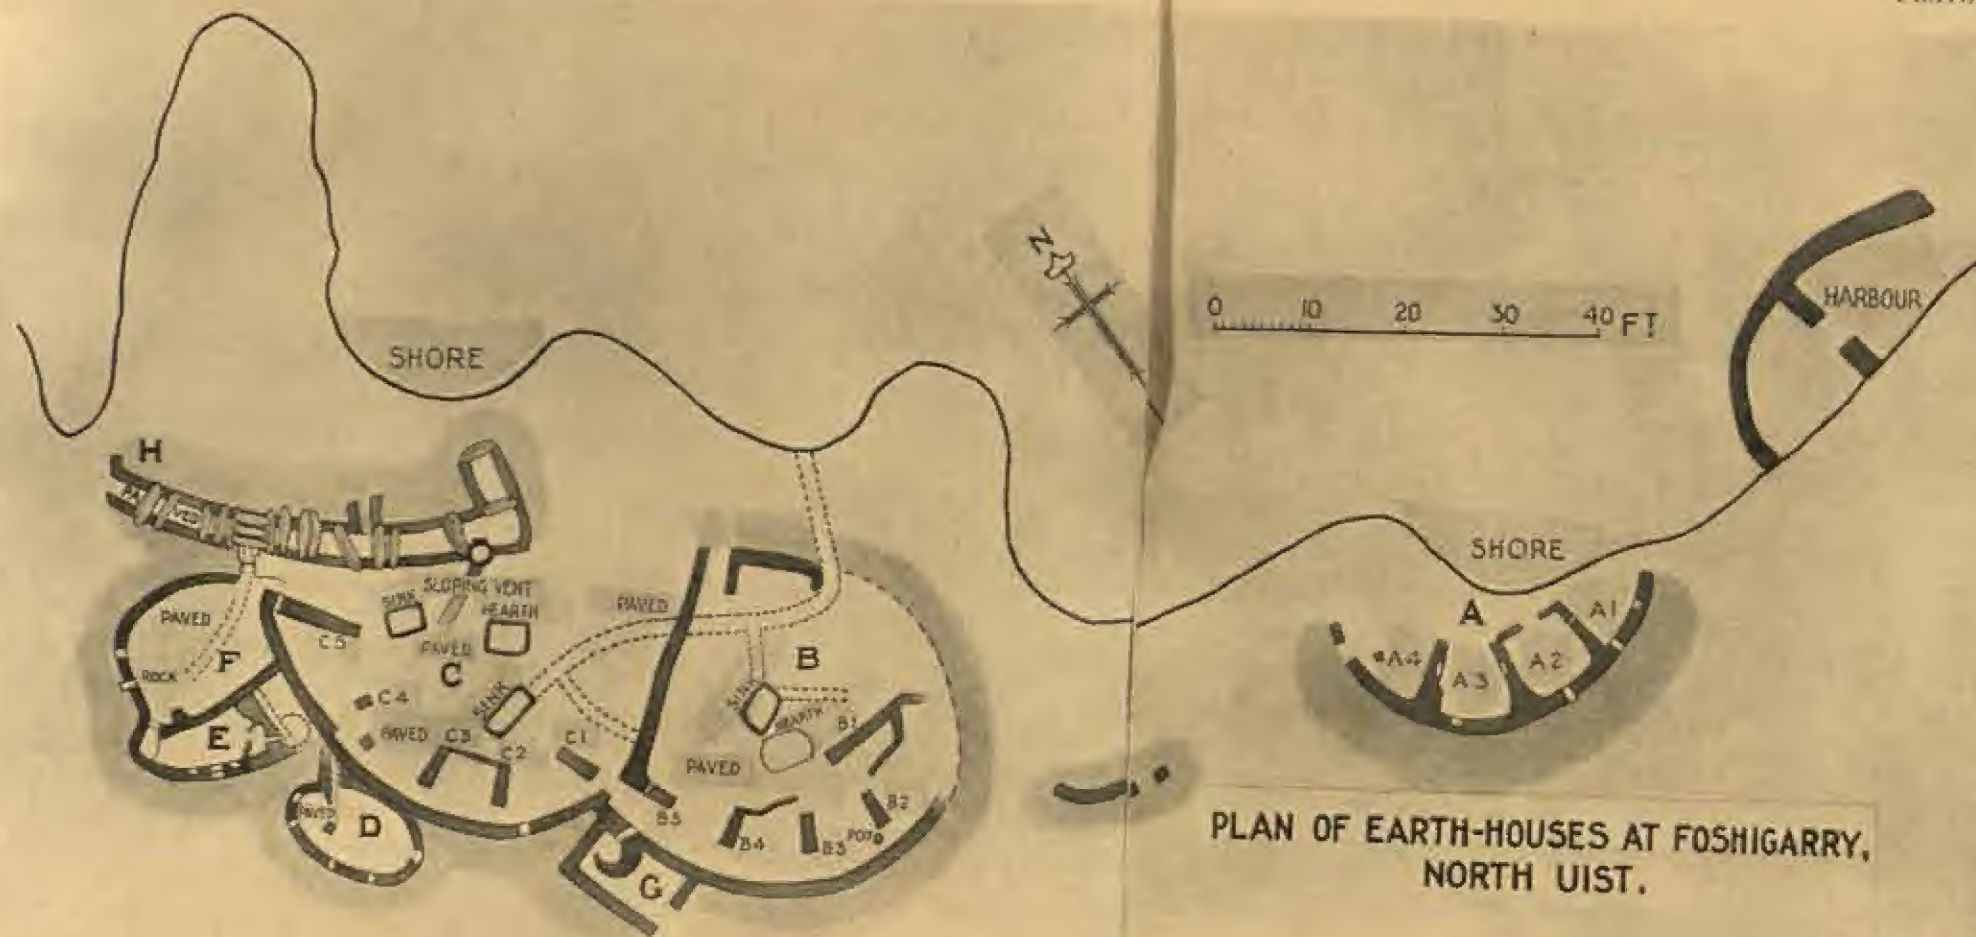 N
0 10 20 30 40 FT
HARBOUR
SHORE
H
PA VED
SLOPING VENT
SINK
HEARTH
PAVED
PAVED
C5
PAVED
F
ROCK
C
B
SINK
SINK
HEARTH
B1
C4
E
PAVED
C3
C2
C1
PAVED
B5
B2
B4
B3
POT
PAVED
D
G
SHORE
A
A1
A2
A3
A4
PLAN OF EARTH-HOUSES AT FOSHIGARRY,
NORTH UIST.